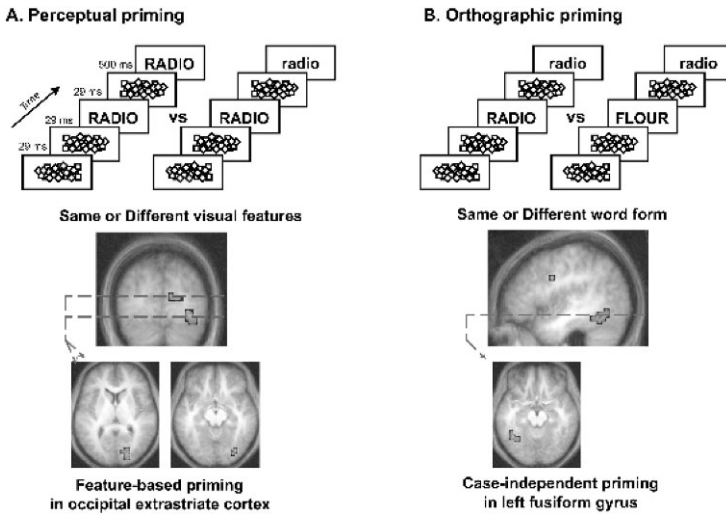 A. Perceptual priming
500 ms
RADIO
radio
29 ms
29 ms
RADIO
vs
RADIO
29 ms
Time
Same or Different visual features
Feature-based priming
in occipital extrastriate cortex
B. Orthographic priming
radio
radio
RADIO
vs
FLOUR
Same or Different word form
Case-independent priming
in left fusiform gyrus